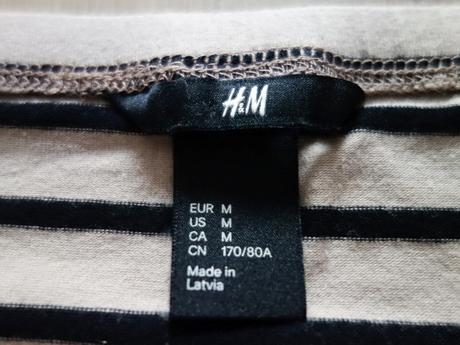 H&M
EUR M
US M
CA M
CN 170/80A
Made in
Latvia